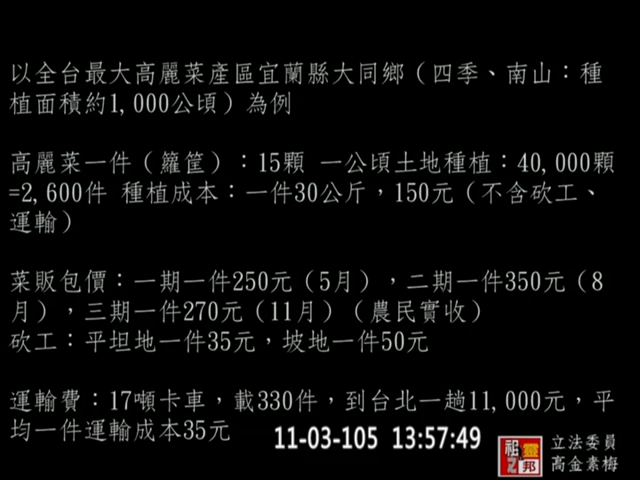 以全台最大高麗菜產區宜蘭縣大同鄉（四季、南山：種
植面積約1,000公頃）為例
高麗菜一件（籮筐）：15顆 一公頃土地種植：40,000顆
=2,600件 種植成本：一件30公斤，150元（不含砍工、
運輸）
菜販包價：一期一件250元（5月），二期一件350元（8
月），三期一件270元（11月）（農民實收）
砍工：平坦地一件35元，坡地一件50元
運輸費：17噸卡車，載330件，到台北一趟11,000元，平
均一件運輸成本35元
11-03-105 13:57:49
祖靈
之邦
立法委員
高金素梅